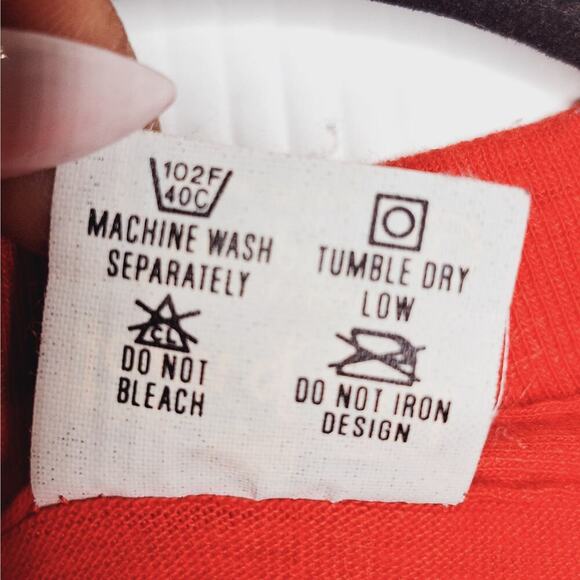 102F
40C
MACHINE WASH
SEPARATELY
TUMBLE DRY
LOW
CL
DO NOT
BLEACH
DO NOT IRON
DESIGN